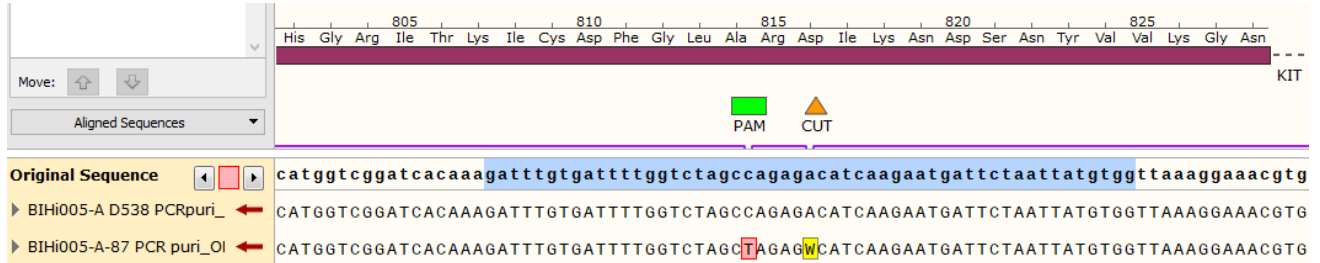 805 810 815 820 825
His Gly Arg Ile Thr Lys Ile Cys Asp Phe Gly Leu Ala Arg Asp Ile Lys Asn Asp Ser Asn Tyr Val Val Lys Gly Asn
KIT
Move:
PAM CUT
Aligned Sequences
Original Sequence catggtcggatcacaaagatttgtgattttggtctagccagagacatcaagaatgattctaattatgtggttaaaggaaacgtg
BIHi005-A D538 PCRpuri_ CATGGTCGGATCACAAAGATTTGTGATTTTGGTCTAGCCAGAGACATCAAGAATGATTCTAATTATGTGGTTAAAGGAAACGTG
BIHi005-A-87 PCR puri_Ol CATGGTCGGATCACAAAGATTTGTGATTTTGGTCTAGCTAGAGWCATCAAGAATGATTCTAATTATGTGGTTAAAGGAAACGTG